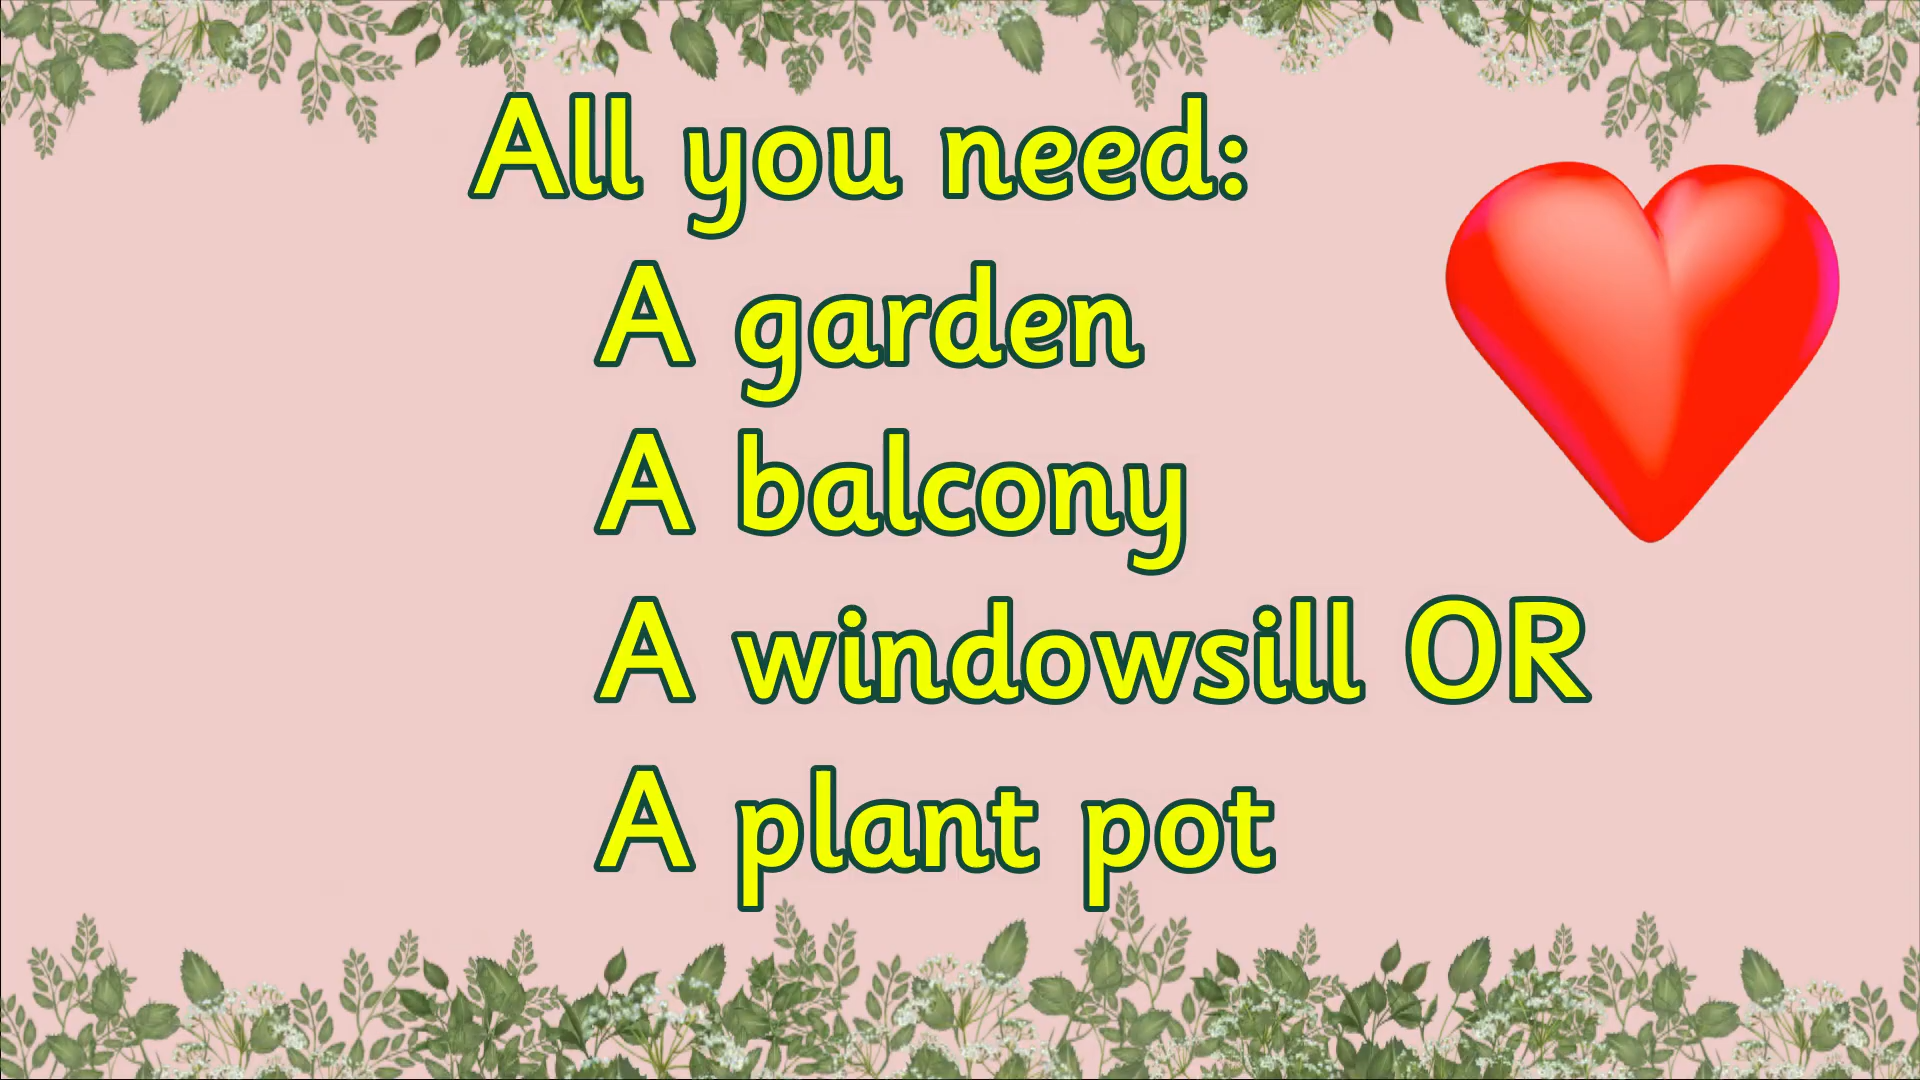 All you need:
A garden
A balcony
A windowsill OR
A plant pot